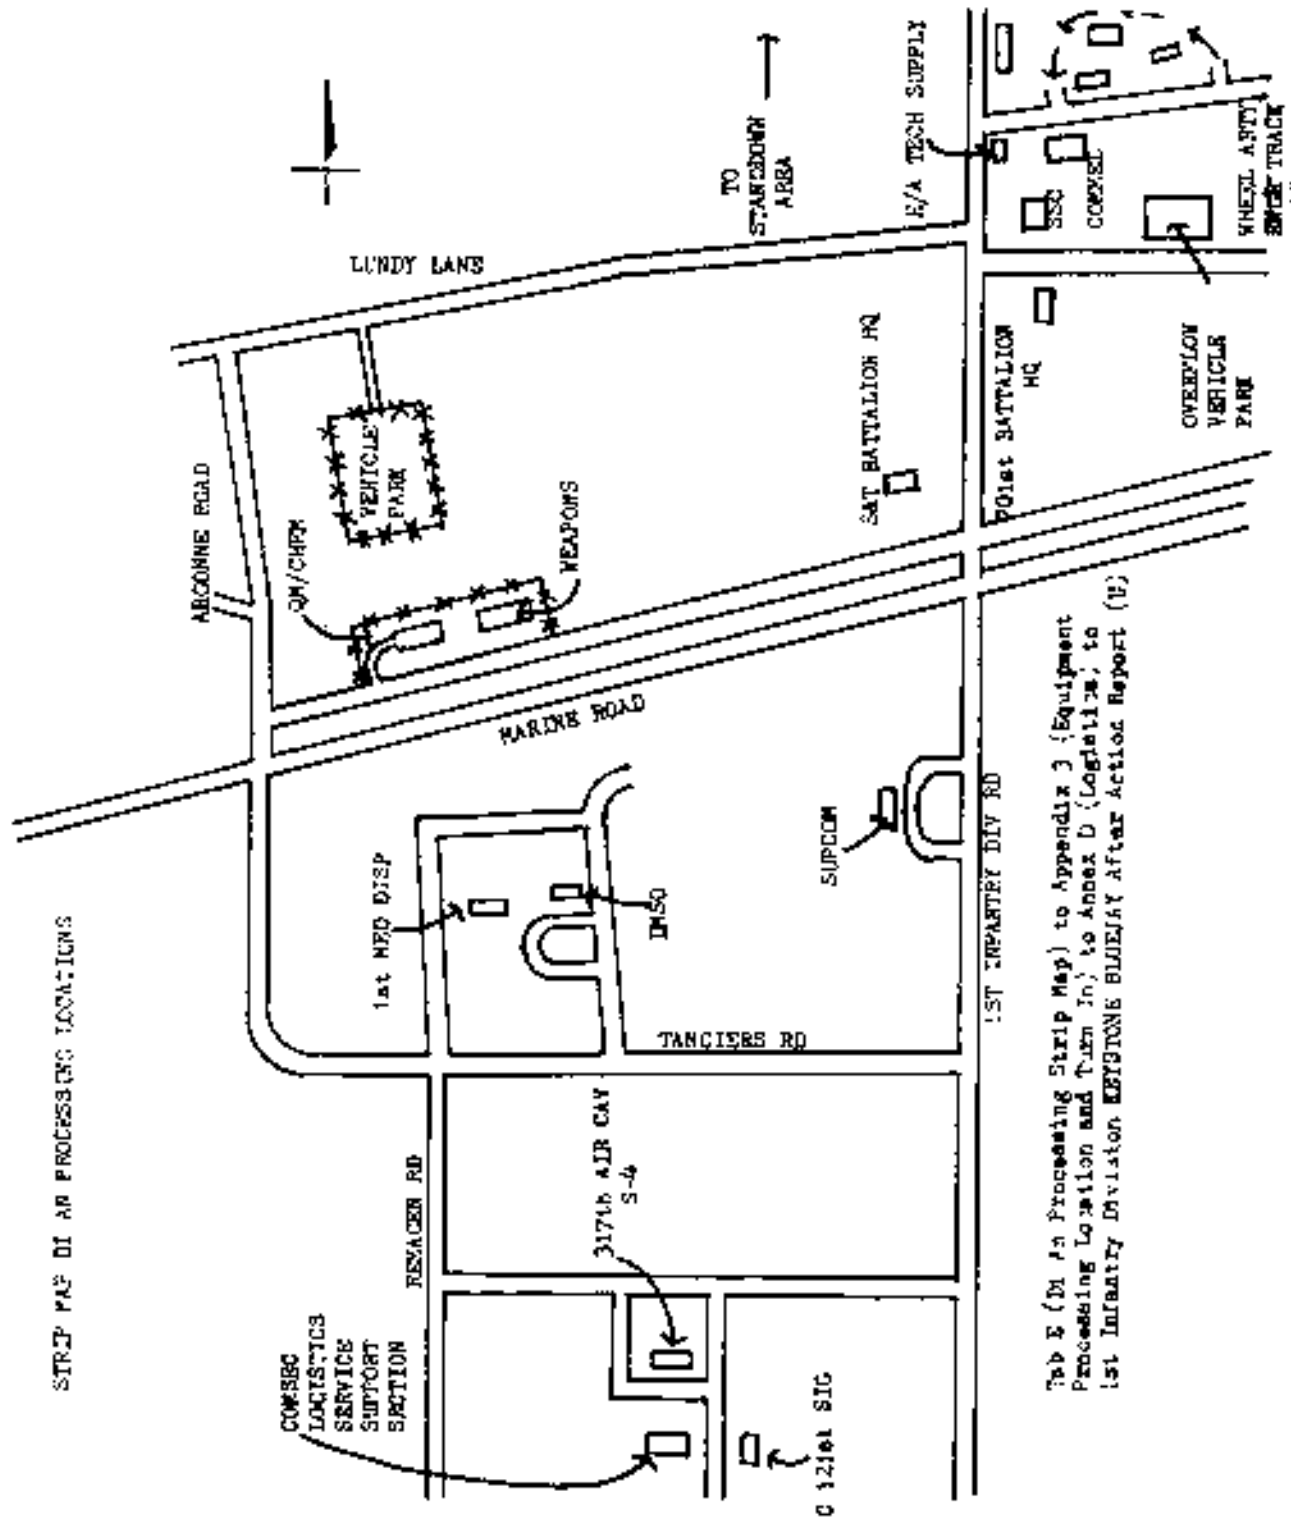 STRIP MAP DI AN PROCESSING LOCATIONS
COMSEC
LOGISTICS
SERVICE
SUPPORT
SECTION
REMAGEN RD
317th AIR CAV
S-4
C 121st SIG
1st MED DISP
DMSO
TANGIERS RD
SUPCOM
1ST INFANTRY DIV RD
MARINE ROAD
ARGONNE ROAD
QM/CHEM
WEAPONS
VEHICLE
PARK
LUNDY LANE
TO
STANDDOWN
AREA
SAT BATTALION HQ
701st BATTALION
HQ
OVERFLOW
VEHICLE
PARK
E/A TECH SUPPLY
SSC
COMMEL
WHEEL ARTY
TRACK
Tab E (Di An Processing Strip Map) to Appendix 3 (Equipment
Processing Location and Turn In) to Annex D (Logistics) to
1st Infantry Division KEYSTONE BLUEJAY After Action Report (U)